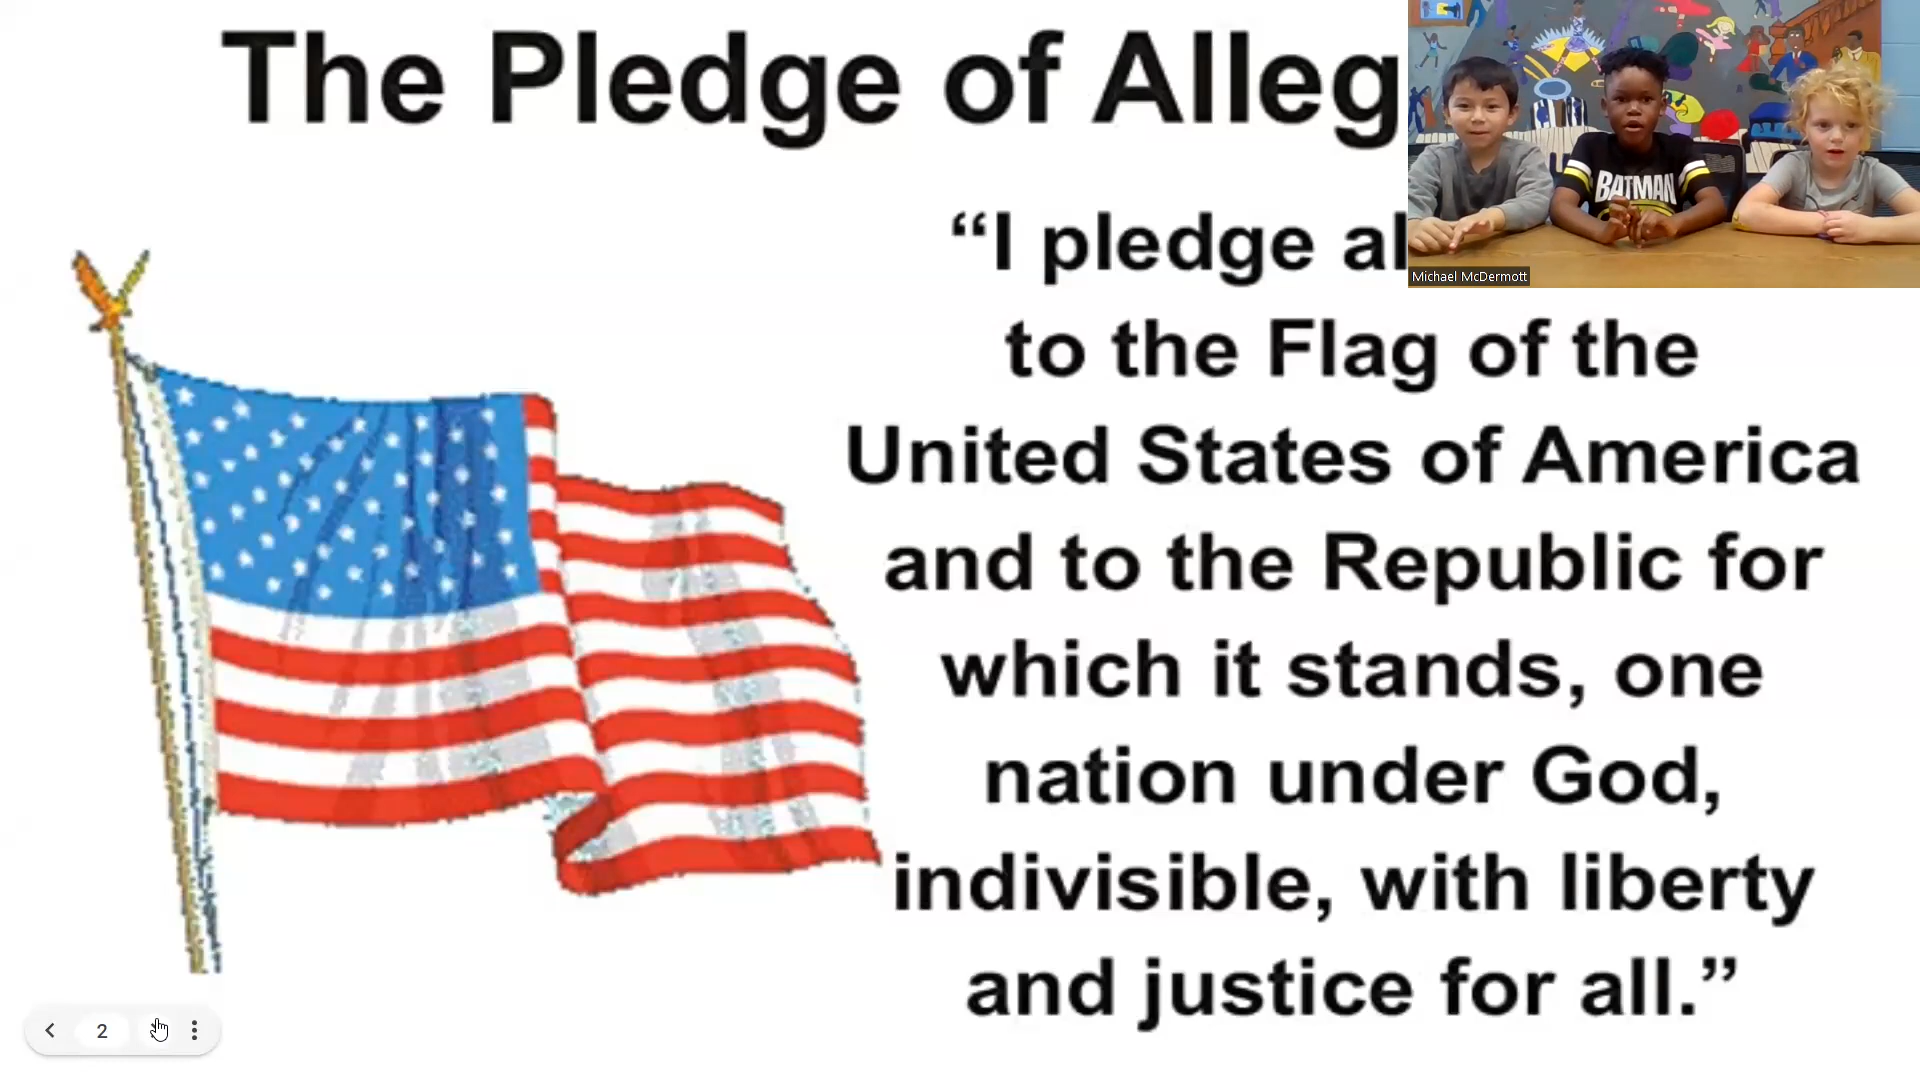 The Pledge of Alleg
“I pledge al
to the Flag of the
United States of America
and to the Republic for
which it stands, one
nation under God,
indivisible, with liberty
and justice for all.”
BATMAN
Michael McDermott
2